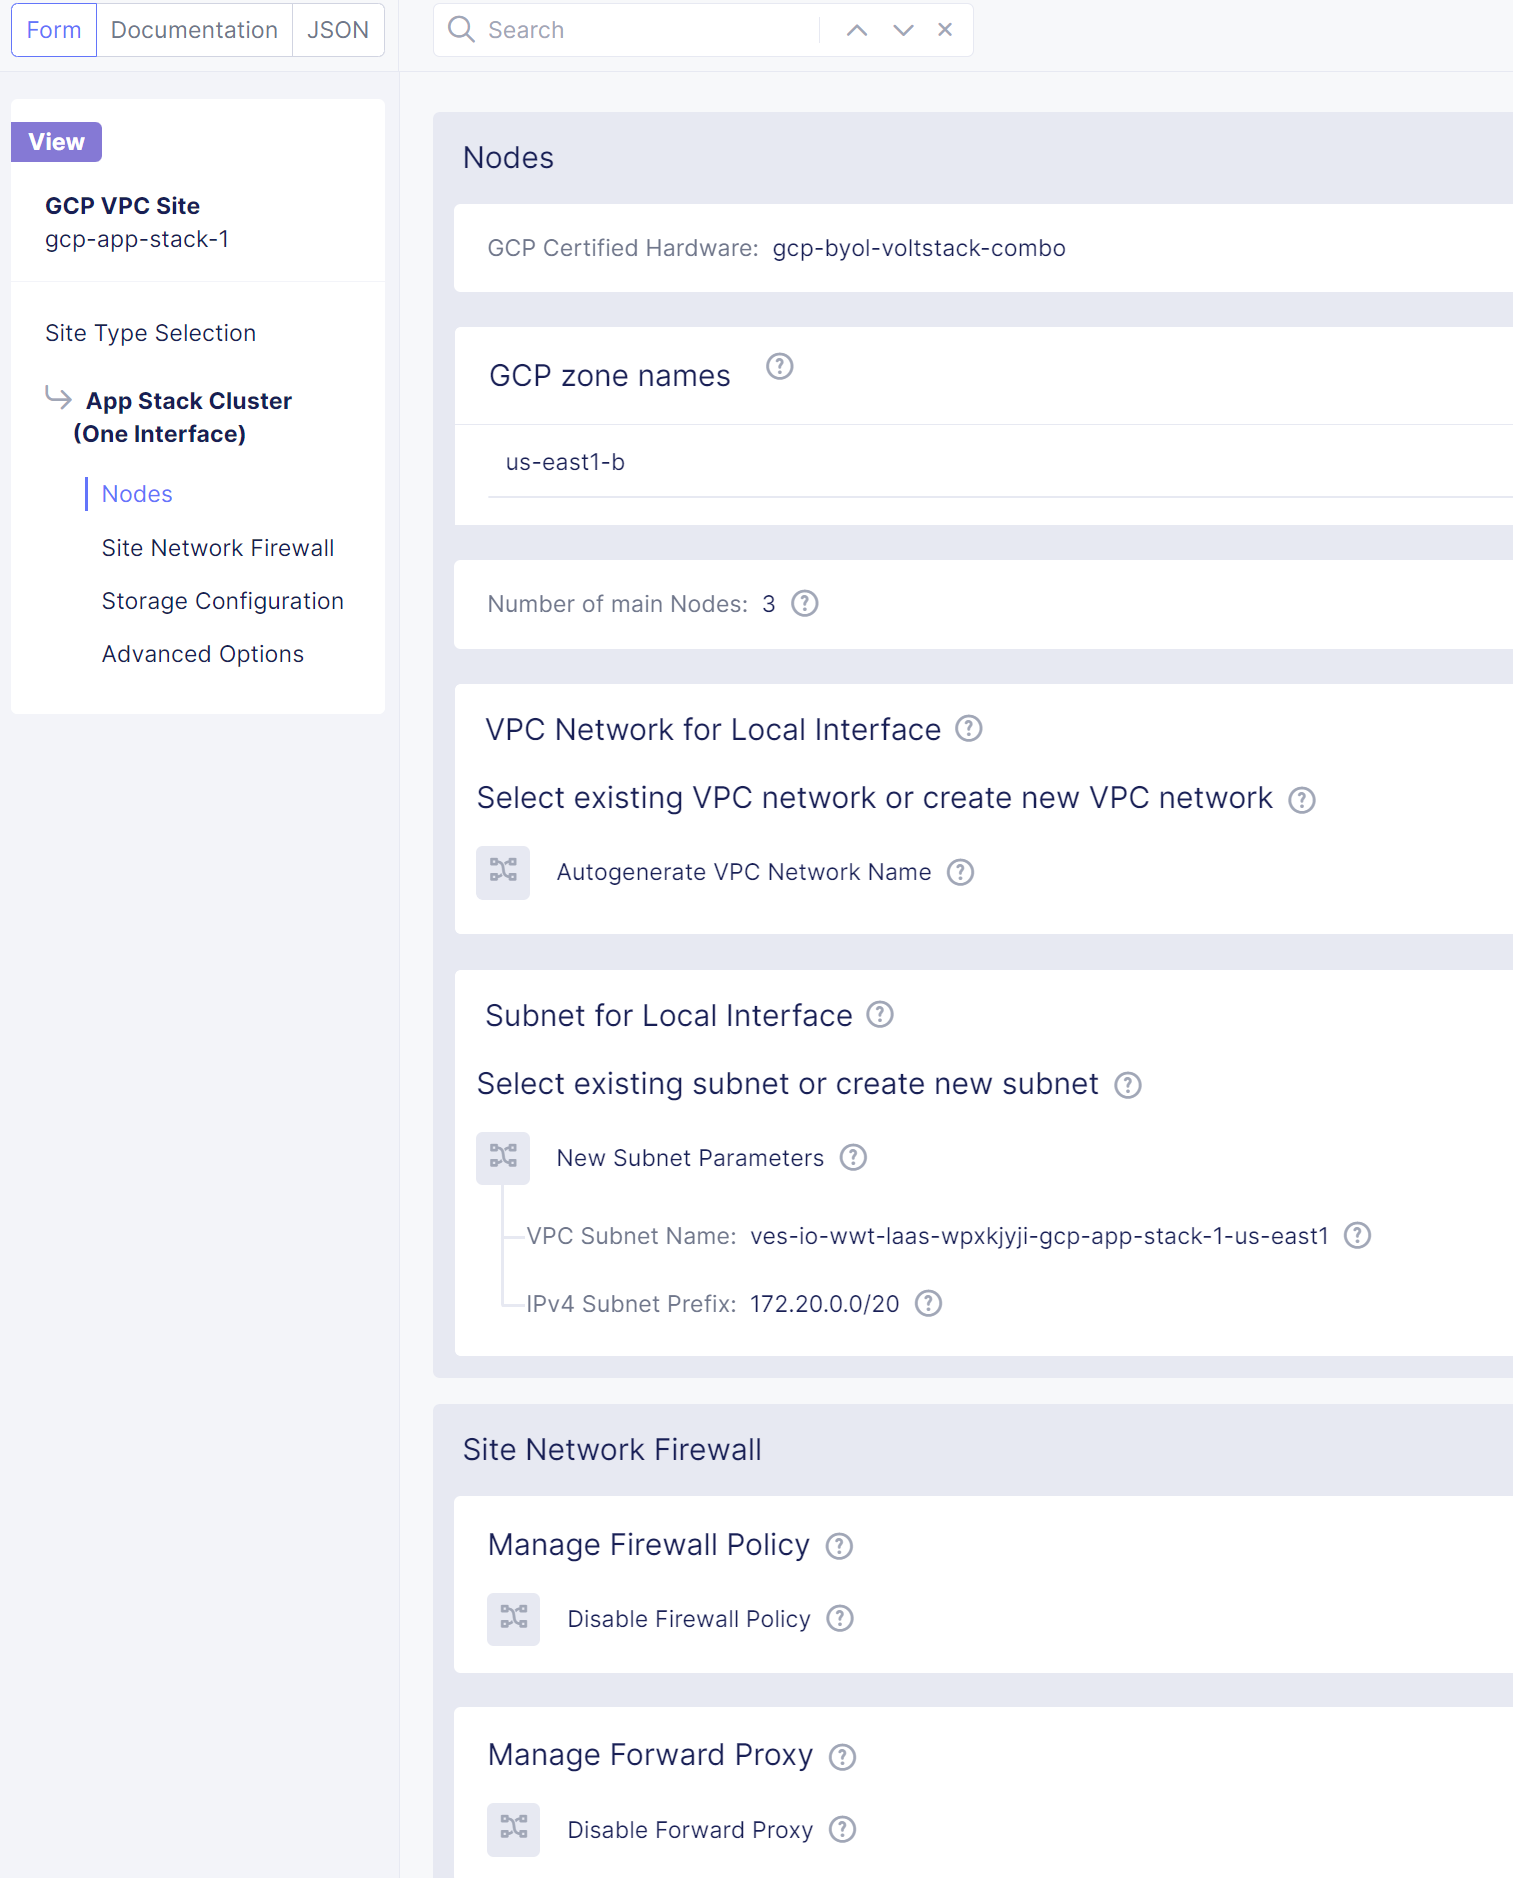 Form
Documentation
JSON
Search
View
GCP VPC Site
gcp-app-stack-1
Site Type Selection
App Stack Cluster
(One Interface)
Nodes
Site Network Firewall
Storage Configuration
Advanced Options
Nodes
GCP Certified Hardware: gcp-byol-voltstack-combo
GCP zone names
us-east1-b
Number of main Nodes: 3
VPC Network for Local Interface
Select existing VPC network or create new VPC network
Autogenerate VPC Network Name
Subnet for Local Interface
Select existing subnet or create new subnet
New Subnet Parameters
VPC Subnet Name: ves-io-wwt-laas-wpxkjyji-gcp-app-stack-1-us-east1
IPv4 Subnet Prefix: 172.20.0.0/20
Site Network Firewall
Manage Firewall Policy
Disable Firewall Policy
Manage Forward Proxy
Disable Forward Proxy